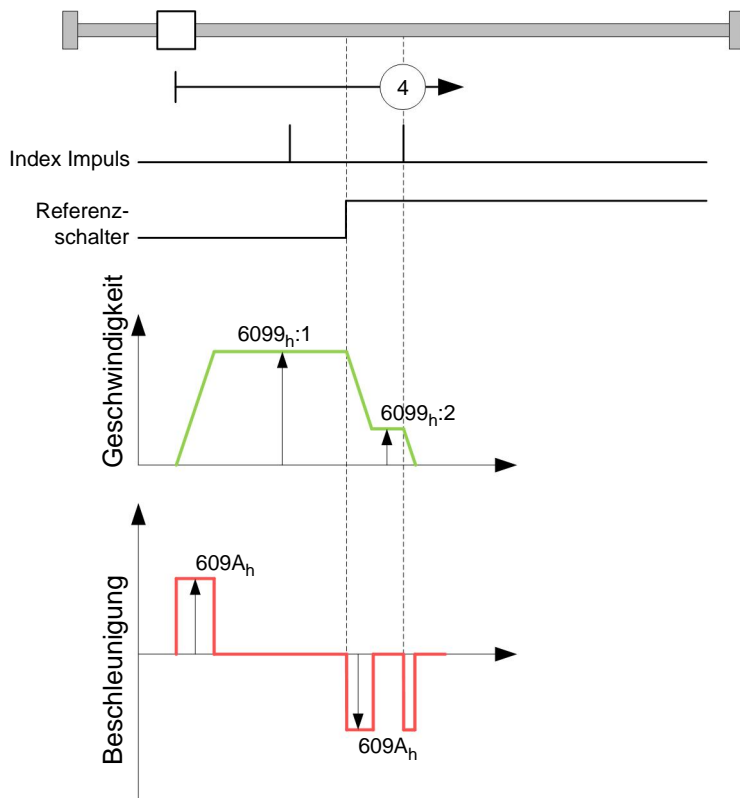 4
Index Impuls
Referenz-
schalter
Geschwindigkeit
6099h:1
6099h:2
Beschleunigung
609Ah
609Ah